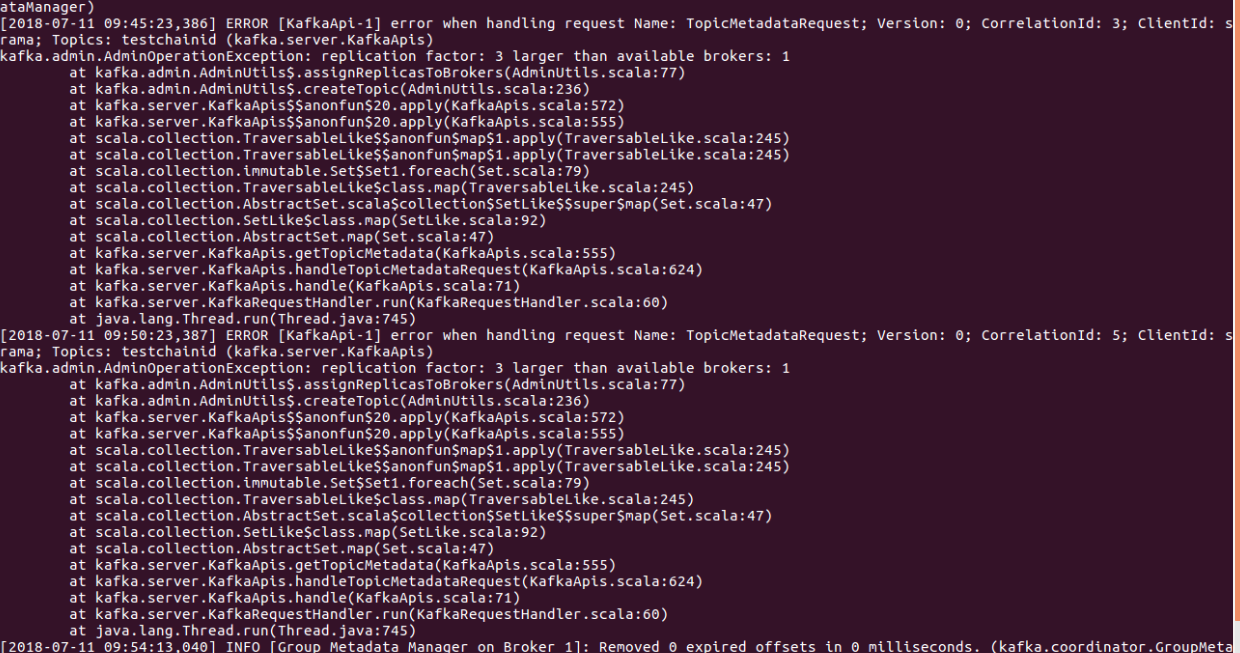 ataManager)
[2018-07-11 09:45:23,386] ERROR [KafkaApi-1] error when handling request Name: TopicMetadataRequest; Version: 0; CorrelationId: 3; ClientId: s
rama; Topics: testchainid (kafka.server.KafkaApis)
kafka.admin.AdminOperationException: replication factor: 3 larger than available brokers: 1
        at kafka.admin.AdminUtils$.assignReplicasToBrokers(AdminUtils.scala:77)
        at kafka.admin.AdminUtils$.createTopic(AdminUtils.scala:236)
        at kafka.server.KafkaApis$$anonfun$20.apply(KafkaApis.scala:572)
        at kafka.server.KafkaApis$$anonfun$20.apply(KafkaApis.scala:555)
        at scala.collection.TraversableLike$$anonfun$map$1.apply(TraversableLike.scala:245)
        at scala.collection.TraversableLike$$anonfun$map$1.apply(TraversableLike.scala:245)
        at scala.collection.immutable.Set$Set1.foreach(Set.scala:79)
        at scala.collection.TraversableLike$class.map(TraversableLike.scala:245)
        at scala.collection.AbstractSet.scala$collection$SetLike$$super$map(Set.scala:47)
        at scala.collection.SetLike$class.map(SetLike.scala:92)
        at scala.collection.AbstractSet.map(Set.scala:47)
        at kafka.server.KafkaApis.getTopicMetadata(KafkaApis.scala:555)
        at kafka.server.KafkaApis.handleTopicMetadataRequest(KafkaApis.scala:624)
        at kafka.server.KafkaApis.handle(KafkaApis.scala:71)
        at kafka.server.KafkaRequestHandler.run(KafkaRequestHandler.scala:60)
        at java.lang.Thread.run(Thread.java:745)
[2018-07-11 09:50:23,387] ERROR [KafkaApi-1] error when handling request Name: TopicMetadataRequest; Version: 0; CorrelationId: 5; ClientId: s
rama; Topics: testchainid (kafka.server.KafkaApis)
kafka.admin.AdminOperationException: replication factor: 3 larger than available brokers: 1
        at kafka.admin.AdminUtils$.assignReplicasToBrokers(AdminUtils.scala:77)
        at kafka.admin.AdminUtils$.createTopic(AdminUtils.scala:236)
        at kafka.server.KafkaApis$$anonfun$20.apply(KafkaApis.scala:572)
        at kafka.server.KafkaApis$$anonfun$20.apply(KafkaApis.scala:555)
        at scala.collection.TraversableLike$$anonfun$map$1.apply(TraversableLike.scala:245)
        at scala.collection.TraversableLike$$anonfun$map$1.apply(TraversableLike.scala:245)
        at scala.collection.immutable.Set$Set1.foreach(Set.scala:79)
        at scala.collection.TraversableLike$class.map(TraversableLike.scala:245)
        at scala.collection.AbstractSet.scala$collection$SetLike$$super$map(Set.scala:47)
        at scala.collection.SetLike$class.map(SetLike.scala:92)
        at scala.collection.AbstractSet.map(Set.scala:47)
        at kafka.server.KafkaApis.getTopicMetadata(KafkaApis.scala:555)
        at kafka.server.KafkaApis.handleTopicMetadataRequest(KafkaApis.scala:624)
        at kafka.server.KafkaApis.handle(KafkaApis.scala:71)
        at kafka.server.KafkaRequestHandler.run(KafkaRequestHandler.scala:60)
        at java.lang.Thread.run(Thread.java:745)
[2018-07-11 09:54:13,040] INFO [Group Metadata Manager on Broker 1]: Removed 0 expired offsets in 0 milliseconds. (kafka.coordinator.GroupMeta